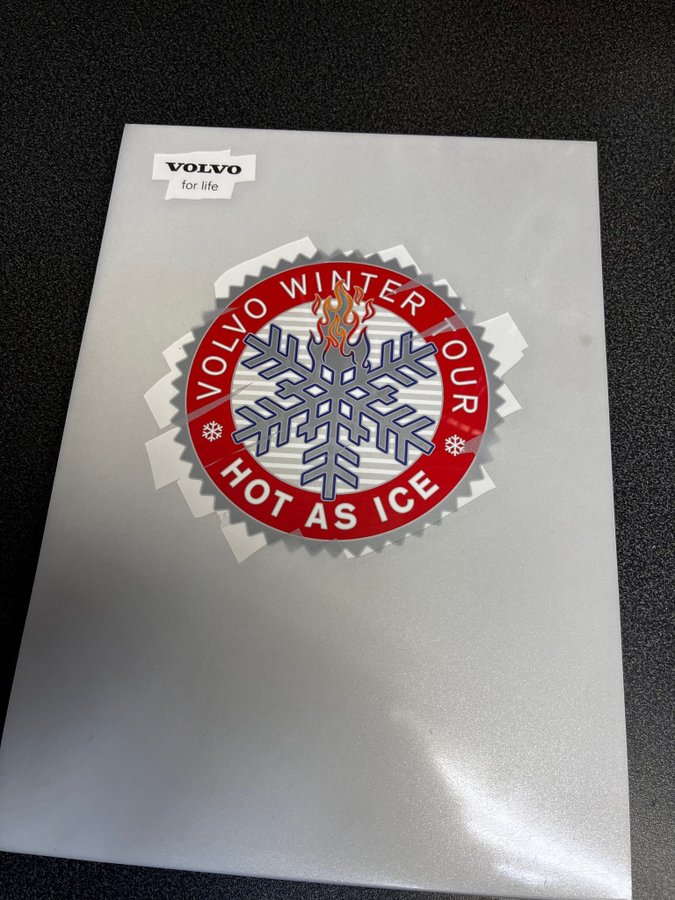 VOLVO
for life
VOLVO WINTER TOUR
HOT AS ICE